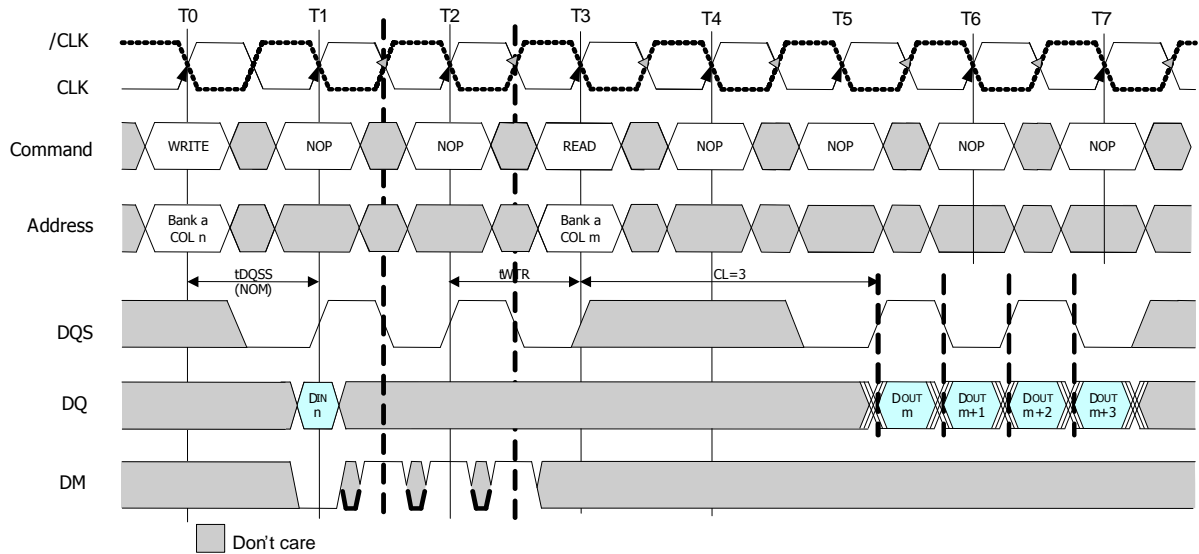 T0 T1 T2 T3 T4 T5 T6 T7
/CLK
CLK
Command WRITE NOP NOP READ NOP NOP NOP NOP
Address Bank a COL n Bank a COL m
tDQSS (NOM) tWTR CL=3
DQS
DQ DIN n DOUT m DOUT m+1 DOUT m+2 DOUT m+3
DM
Don't care